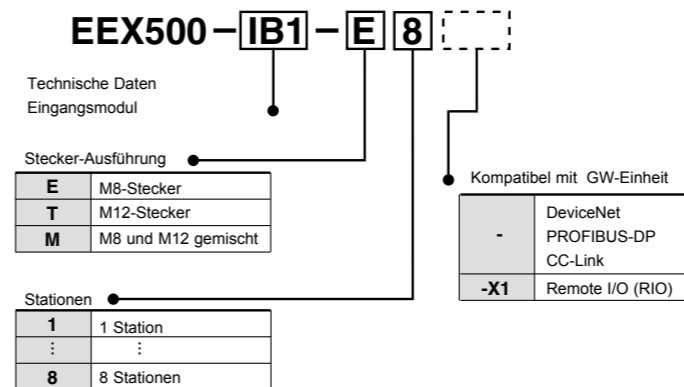 EEX500-IB1-E8
Technische Daten
Eingangsmodul
Stecker-Ausführung
E M8-Stecker
T M12-Stecker
M M8 und M12 gemischt
Kompatibel mit GW-Einheit
- DeviceNet
PROFIBUS-DP
CC-Link
-X1 Remote I/O (RIO)
Stationen
1 1 Station
⋮ ⋮
8 8 Stationen